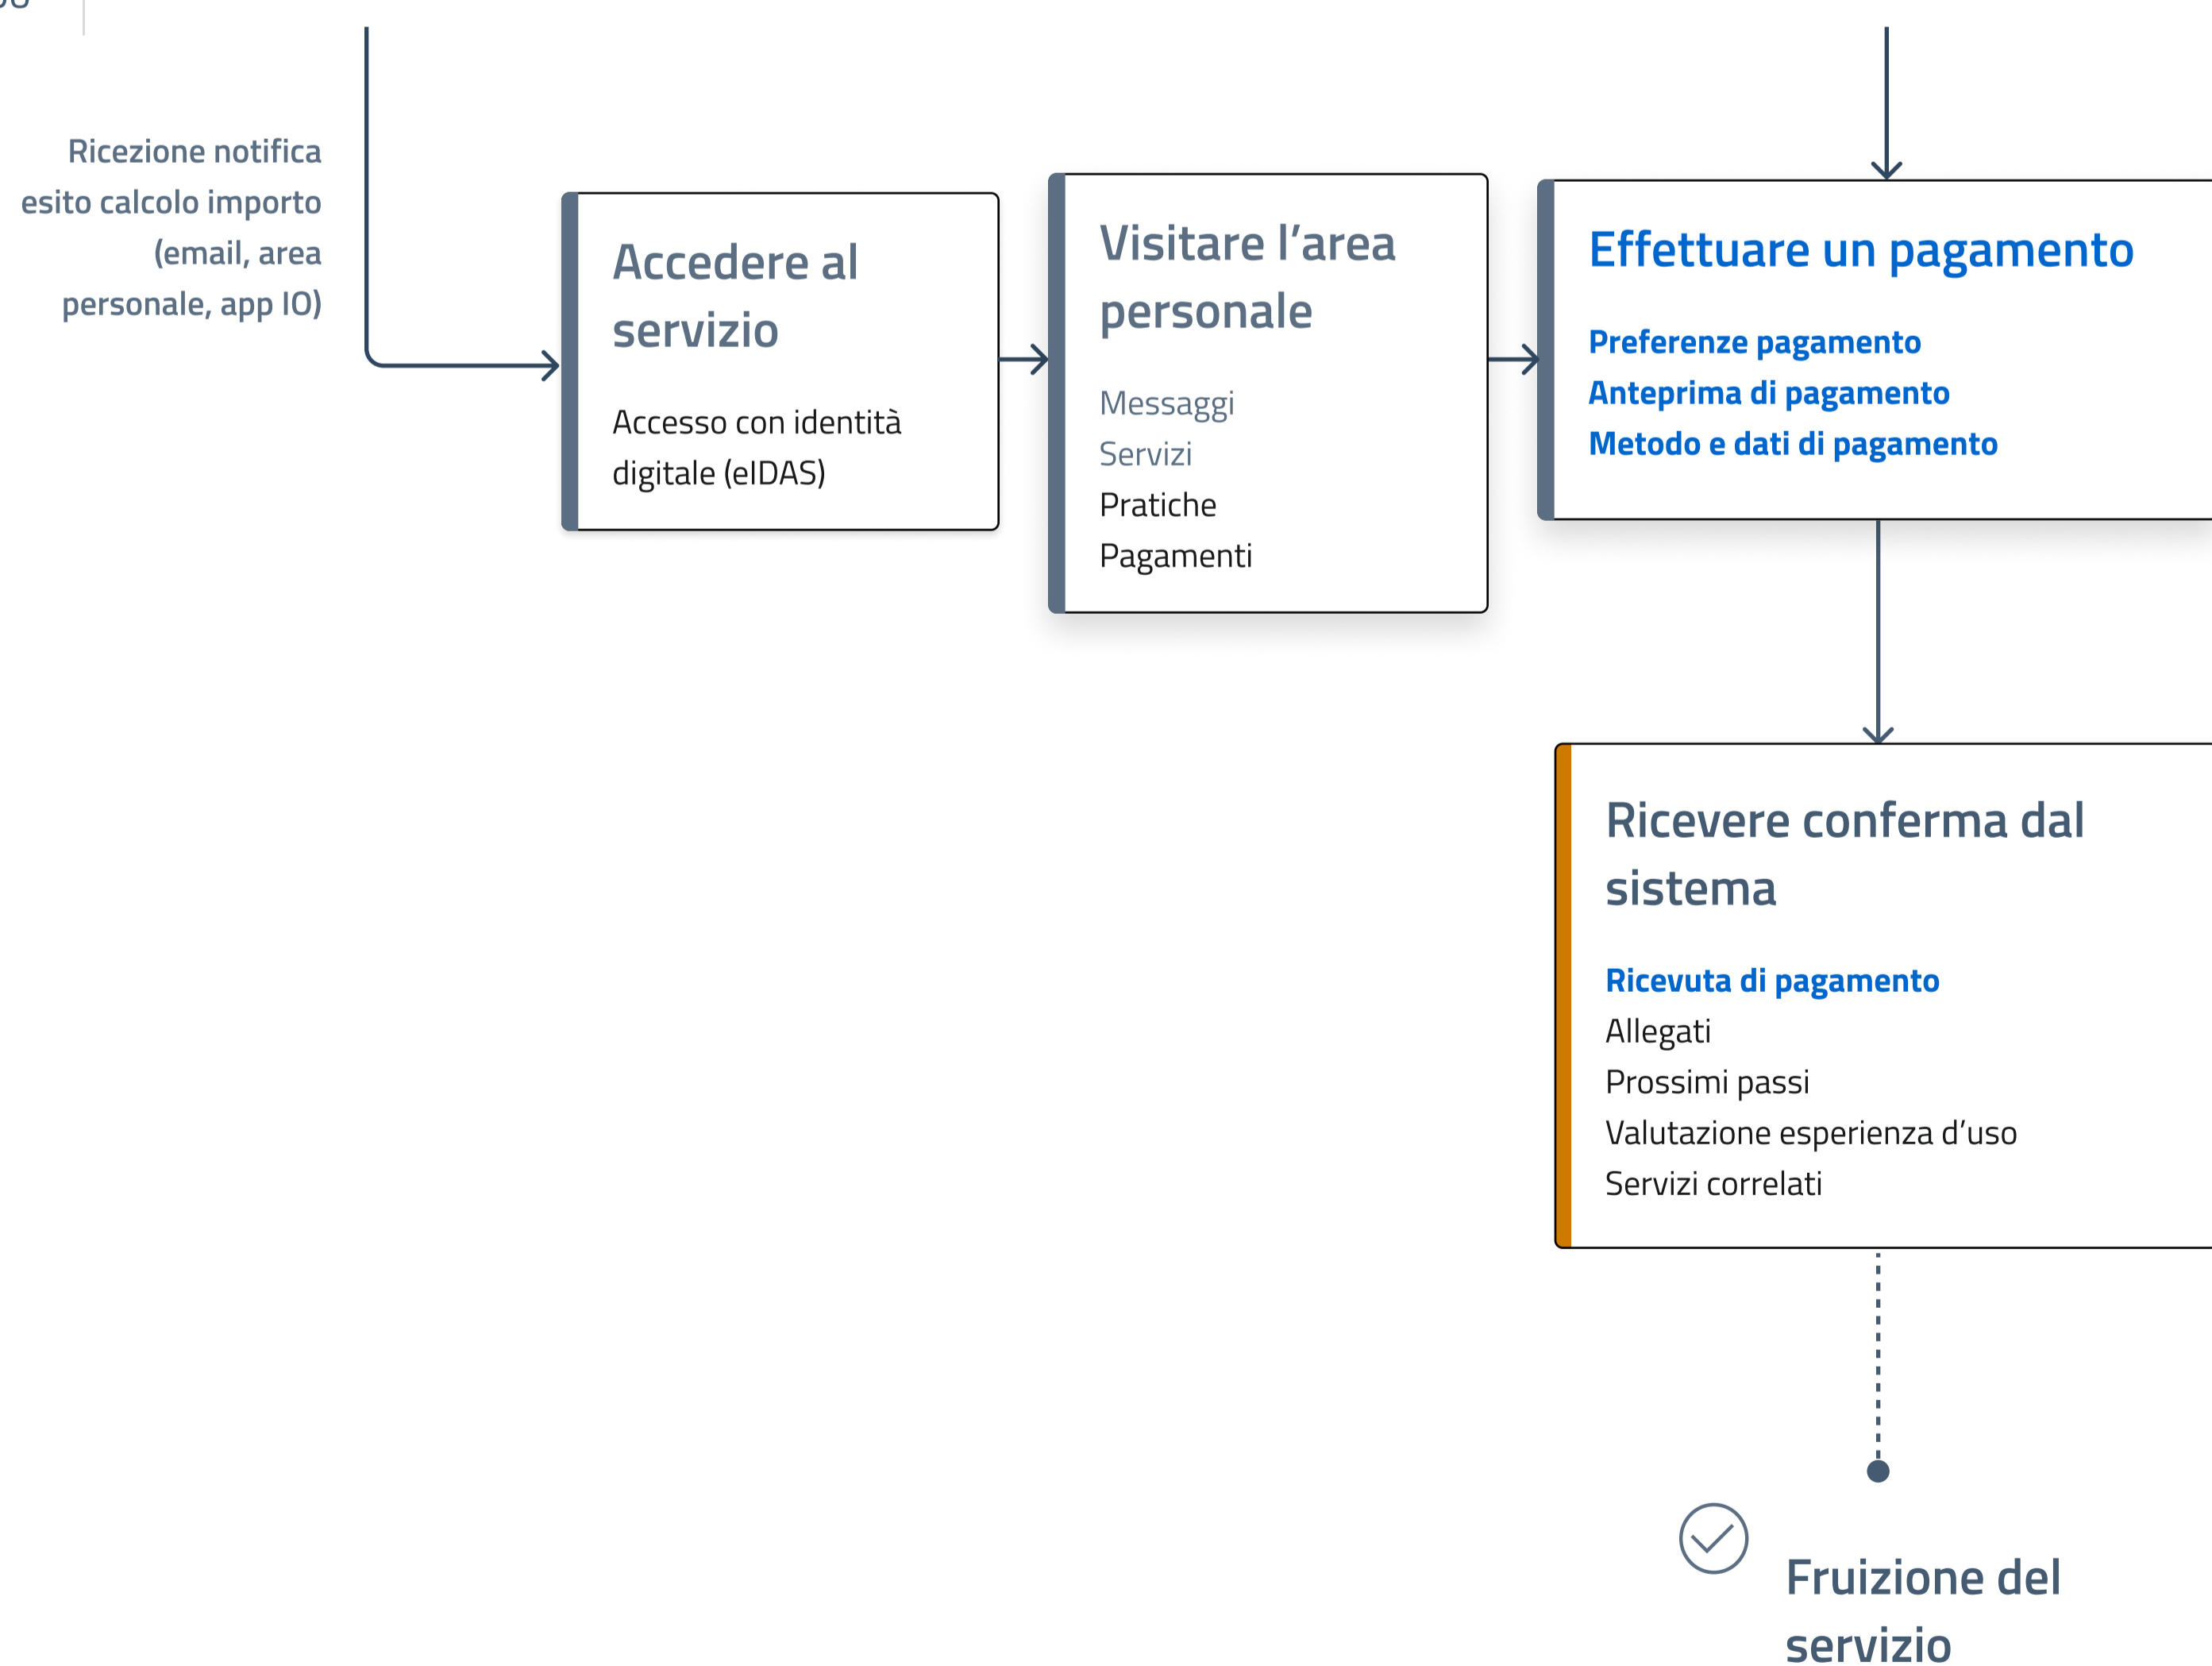 Ricezione notifica
esito calcolo importo
(email, area
personale, app IO)
Accedere al
servizio
Accesso con identità
digitale (eIDAS)
Visitare l’area
personale
Messaggi
Servizi
Pratiche
Pagamenti
Effettuare un pagamento
Preferenze pagamento
Anteprima di pagamento
Metodo e dati di pagamento
Ricevere conferma dal
sistema
Ricevuta di pagamento
Allegati
Prossimi passi
Valutazione esperienza d’uso
Servizi correlati
Fruizione del
servizio